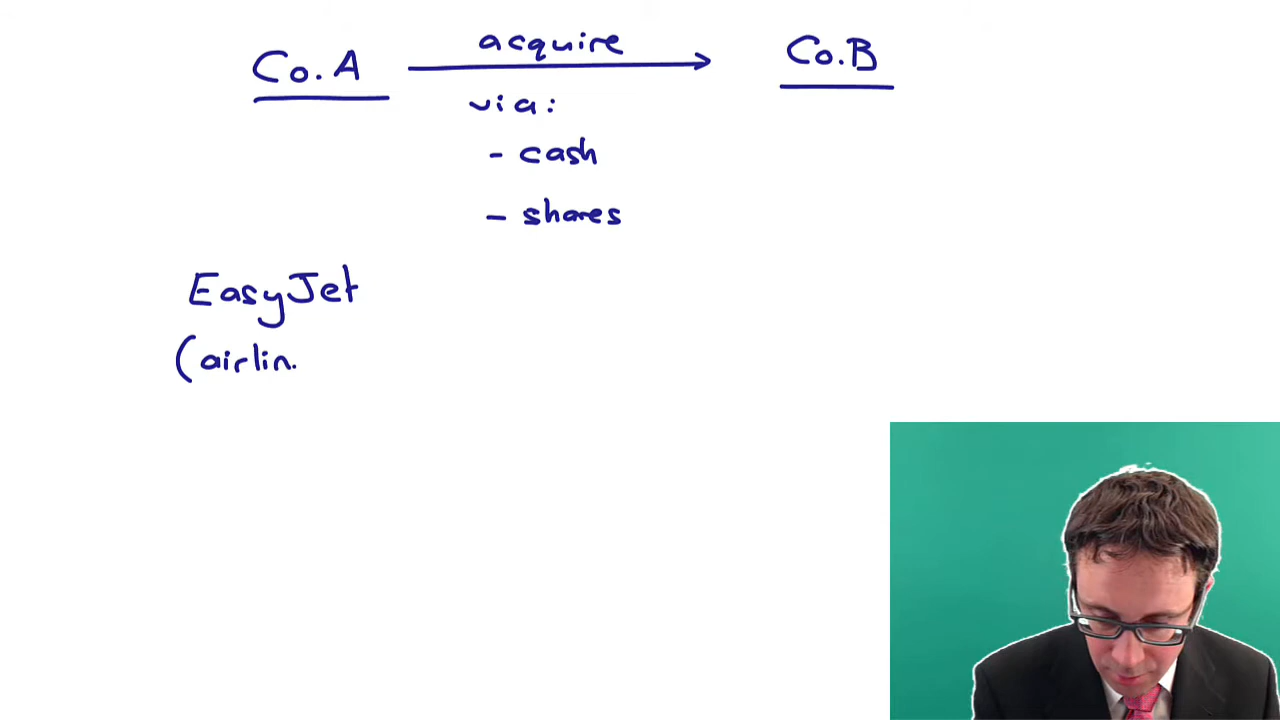 Co. A acquire Co. B
via:
- cash
- shares
EasyJet
(airlin